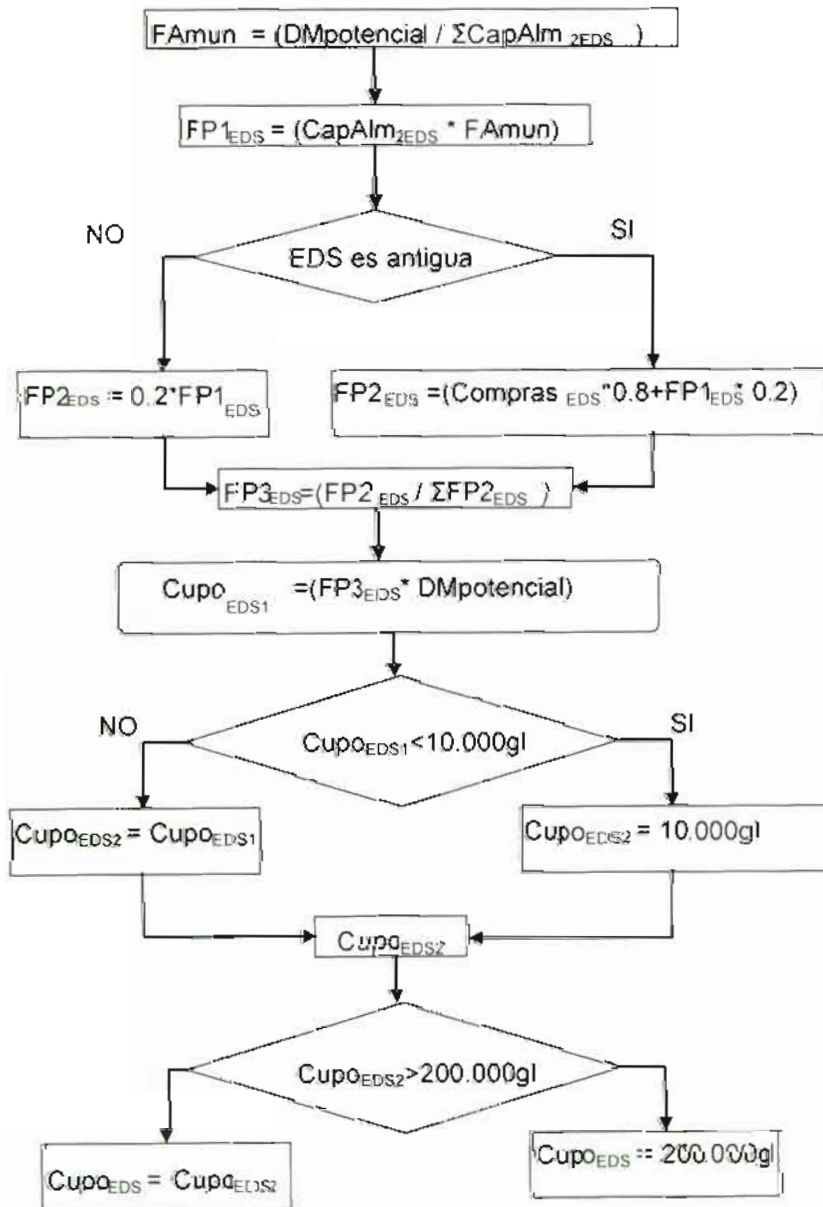 FAmun = (DMpotencial / ΣCapAlm 2EDS )
FP1EDS = (CapAlm2EDS * FAmun)
NO
SI
EDS es antigua
FP2EDS = 0.2*FP1EDS
FP2EDS =(Compras EDS*0.8+FP1EDS* 0.2)
FP3EDS=(FP2 EDS / ΣFP2EDS )
Cupo EDS1 =(FP3EDS* DMpotencial)
NO
SI
CupoEDS1<10.000gl
CupoEDS2 = CupoEDS1
CupoEDS2 = 10.000gl
CupoEDS2
CupoEDS2>200.000gl
CupoEDS = CupoEDS2
CupoEDS = 200.000gl